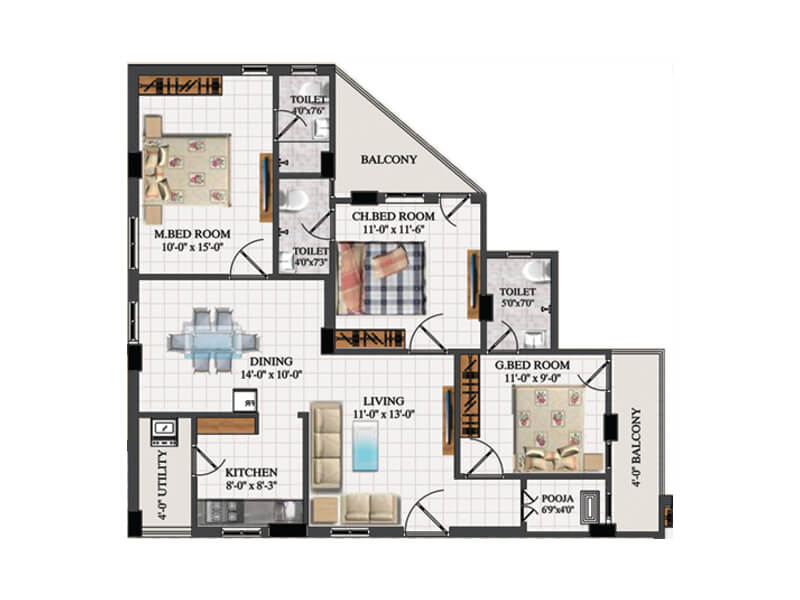 TOILET
4'0"x7'6"
BALCONY
M.BED ROOM
10'-0" x 15'-0"
TOILET
4'0"x7'3"
CH.BED ROOM
11'-0" x 11'-6"
TOILET
5'0"x7'0"
DINING
14'-0" x 10'-0"
FR.
LIVING
11'-0" x 13'-0"
G.BED ROOM
11'-0" x 9'-0"
4'-0" BALCONY
4'-0" UTILITY
KITCHEN
8'-0" x 8'-3"
POOJA
6'9"x4'0"